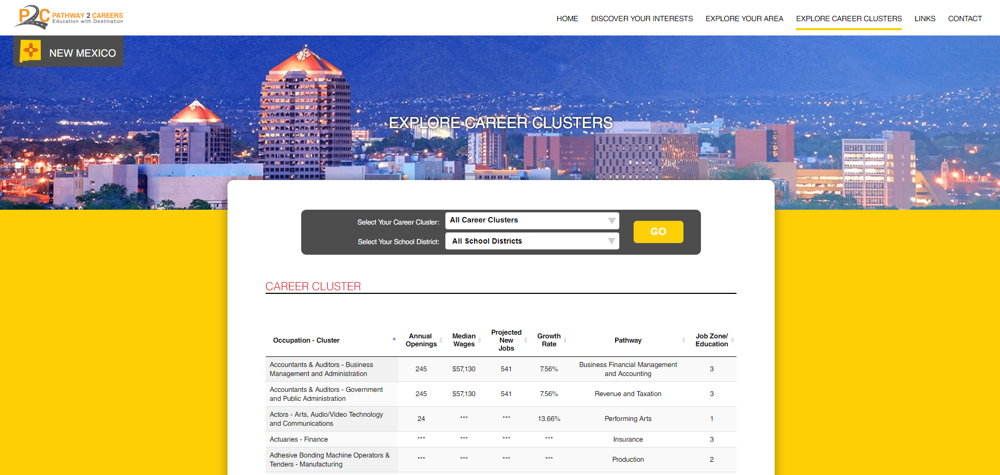 P2C PATHWAY 2 CAREERS
Education with Destination
HOME DISCOVER YOUR INTERESTS EXPLORE YOUR AREA EXPLORE CAREER CLUSTERS LINKS CONTACT
NEW MEXICO
EXPLORE CAREER CLUSTERS
Select Your Career Cluster: All Career Clusters
GO
Select Your School District: All School Districts
CAREER CLUSTER
Occupation - Cluster
Annual
Openings
Median
Wages
Projected
New
Jobs
Growth
Rate
Pathway
Job Zone/
Education
Accountants & Auditors - Business
Management and Administration
245 $57,130 541 7.56%
Business Financial Management
and Accounting
3
Accountants & Auditors - Government
and Public Administration
245 $57,130 541 7.56% Revenue and Taxation 3
Actors - Arts, Audio/Video Technology
and Communications
24 *** *** 13.66% Performing Arts 1
Actuaries - Finance *** *** *** *** Insurance 3
Adhesive Bonding Machine Operators &
Tenders - Manufacturing
*** *** *** *** Production 2